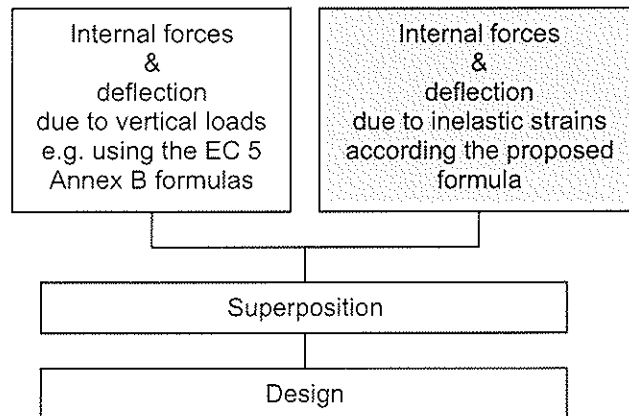 Internal forces
&
deflection
due to vertical loads
e.g. using the EC 5
Annex B formulas
Internal forces
&
deflection
due to inelastic strains
according the proposed
formula
Superposition
Design